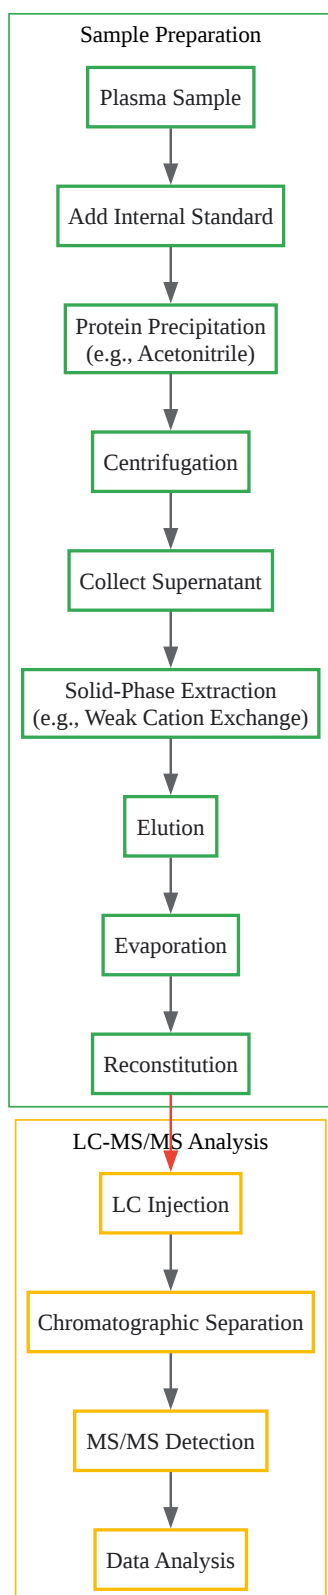 Sample Preparation
Plasma Sample
Add Internal Standard
Protein Precipitation
(e.g., Acetonitrile)
Centrifugation
Collect Supernatant
Solid-Phase Extraction
(e.g., Weak Cation Exchange)
Elution
Evaporation
Reconstitution
LC-MS/MS Analysis
LC Injection
Chromatographic Separation
MS/MS Detection
Data Analysis